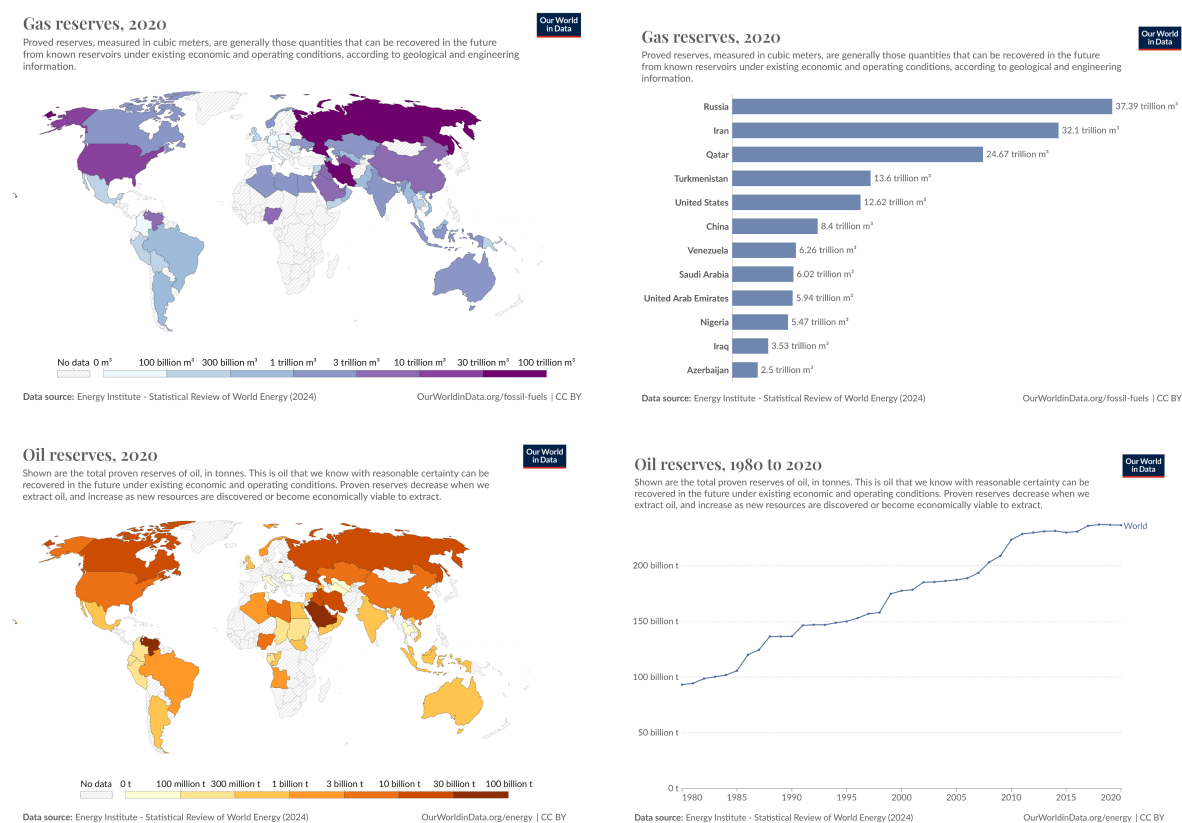 Gas reserves, 2020
Our World
in Data
Proved reserves, measured in cubic meters, are generally those quantities that can be recovered in the future
from known reservoirs under existing economic and operating conditions, according to geological and engineering
information.
No data
0 m³
100 billion m³
300 billion m³
1 trillion m³
3 trillion m³
10 trillion m³
30 trillion m³
100 trillion m³
Data source: Energy Institute - Statistical Review of World Energy (2024)
OurWorldinData.org/fossil-fuels | CC BY
Gas reserves, 2020
Our World
in Data
Proved reserves, measured in cubic meters, are generally those quantities that can be recovered in the future
from known reservoirs under existing economic and operating conditions, according to geological and engineering
information.
Russia 37.39 trillion m³
Iran 32.1 trillion m³
Qatar 24.67 trillion m³
Turkmenistan 13.6 trillion m³
United States 12.62 trillion m³
China 8.4 trillion m³
Venezuela 6.26 trillion m³
Saudi Arabia 6.02 trillion m³
United Arab Emirates 5.94 trillion m³
Nigeria 5.47 trillion m³
Iraq 3.53 trillion m³
Azerbaijan 2.5 trillion m³
Data source: Energy Institute - Statistical Review of World Energy (2024)
OurWorldinData.org/fossil-fuels | CC BY
Oil reserves, 2020
Our World
in Data
Shown are the total proven reserves of oil, in tonnes. This is oil that we know with reasonable certainty can be
recovered in the future under existing economic and operating conditions. Proven reserves decrease when we
extract oil, and increase as new resources are discovered or become economically viable to extract.
No data
0 t
100 million t
300 million t
1 billion t
3 billion t
10 billion t
30 billion t
100 billion t
Data source: Energy Institute - Statistical Review of World Energy (2024)
OurWorldinData.org/energy | CC BY
Oil reserves, 1980 to 2020
Our World
in Data
Shown are the total proven reserves of oil, in tonnes. This is oil that we know with reasonable certainty can be
recovered in the future under existing economic and operating conditions. Proven reserves decrease when we
extract oil, and increase as new resources are discovered or become economically viable to extract.
World
200 billion t
150 billion t
100 billion t
50 billion t
0 t
1980 1985 1990 1995 2000 2005 2010 2015 2020
Data source: Energy Institute - Statistical Review of World Energy (2024)
OurWorldinData.org/energy | CC BY